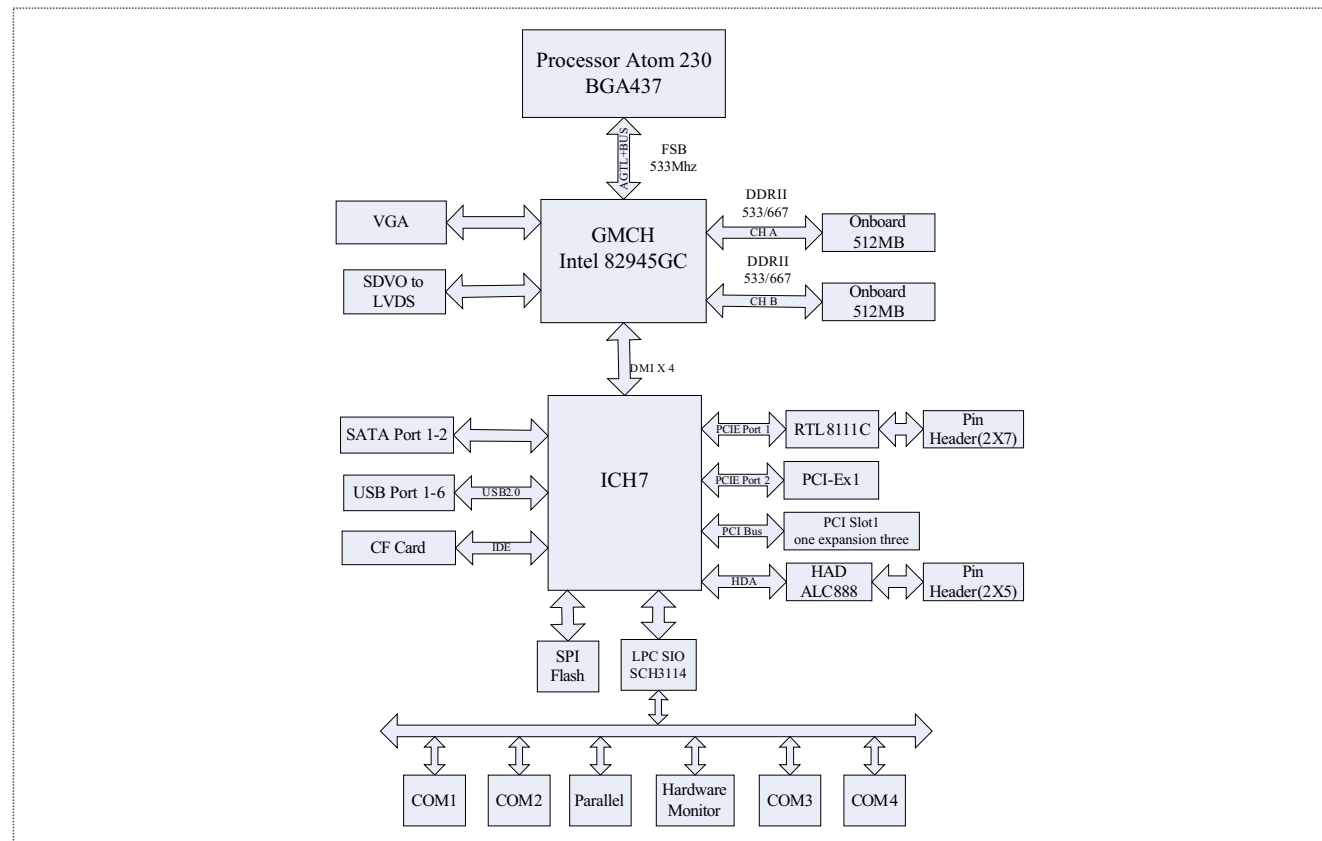 Processor Atom 230
BGA437
AGTL+BUS
FSB
533Mhz
VGA
SDVO to
LVDS
GMCH
Intel 82945GC
DDRII
533/667
CH A
Onboard
512MB
DDRII
533/667
CH B
Onboard
512MB
DMI X 4
SATA Port 1-2
USB Port 1-6
USB2.0
CF Card
IDE
ICH7
PCIE Port 1
RTL8111C
Pin
Header(2X7)
PCIE Port 2
PCI-Ex1
PCI Bus
PCI Slot1
one expansion three
HDA
HAD
ALC888
Pin
Header(2X5)
SPI
Flash
LPC SIO
SCH3114
COM1
COM2
Parallel
Hardware
Monitor
COM3
COM4